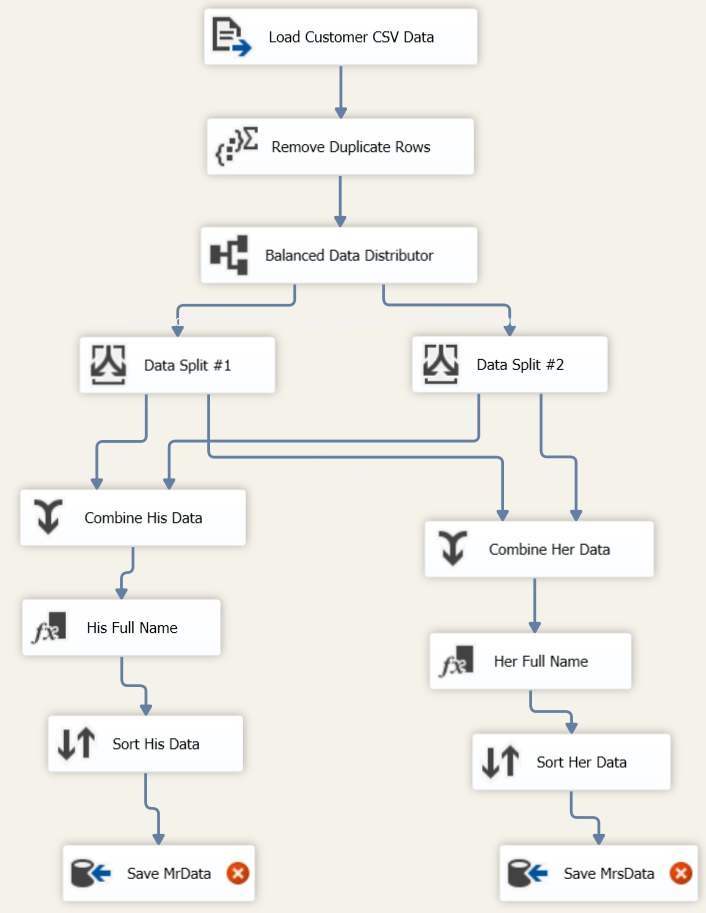 Load Customer CSV Data
Remove Duplicate Rows
Balanced Data Distributor
Data Split #1
Data Split #2
Combine His Data
Combine Her Data
His Full Name
Her Full Name
Sort His Data
Sort Her Data
Save MrData
Save MrsData